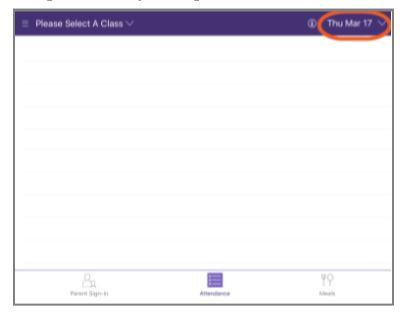 Please Select A Class
Thu Mar 17
Parent Sign-In
Attendance
Meals